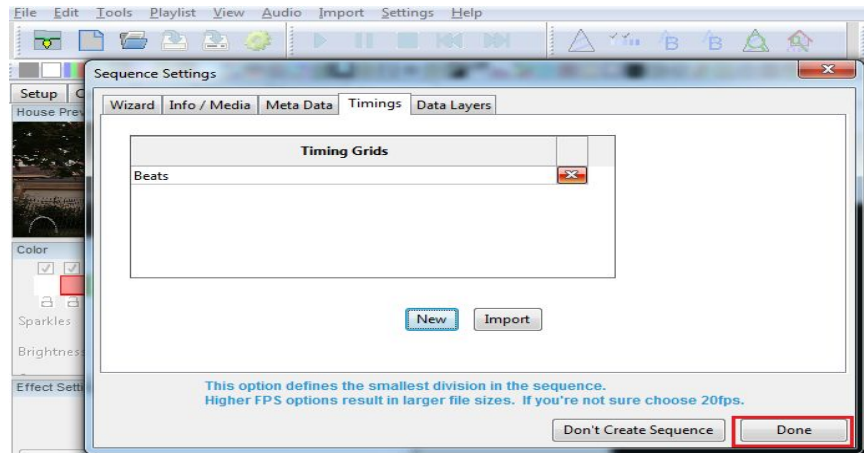 File Edit Tools Playlist View Audio Import Settings Help
Sequence Settings
Setup
House Prev
Wizard Info / Media Meta Data Timings Data Layers
Timing Grids
Beats
Color
New Import
Sparkles
Brightness
Effect Setti
This option defines the smallest division in the sequence.
Higher FPS options result in larger file sizes. If you're not sure choose 20fps.
Don't Create Sequence Done